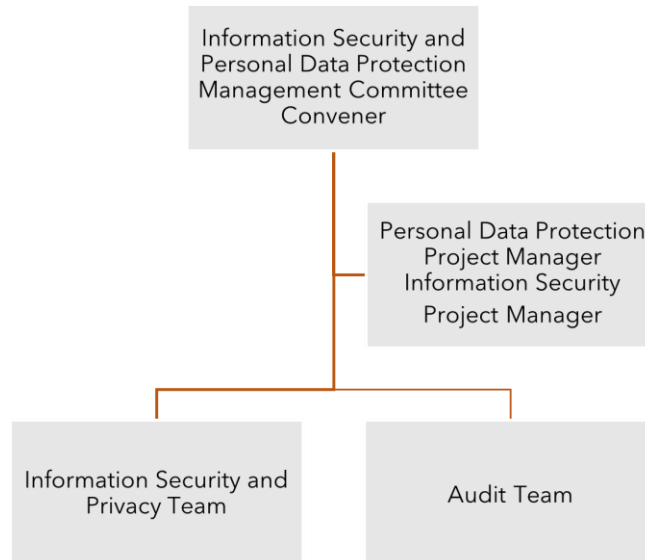 Information Security and
Personal Data Protection
Management Committee
Convener
Personal Data Protection
Project Manager
Information Security
Project Manager
Information Security and
Privacy Team
Audit Team